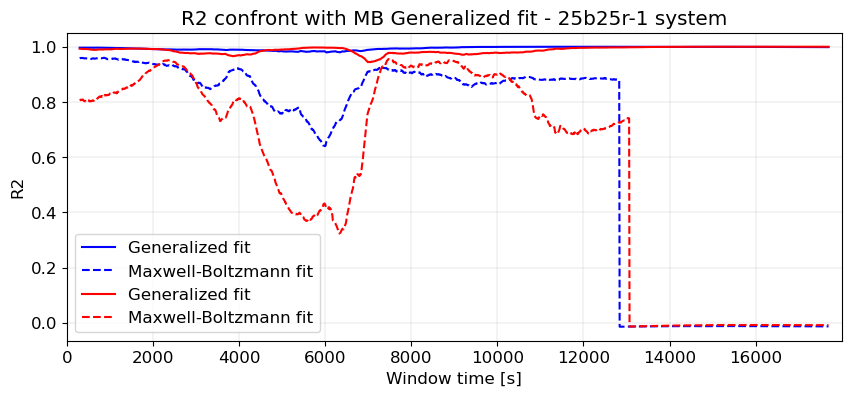 R2 confront with MB Generalized fit - 25b25r-1 system
1.0
0.8
0.6
0.4
0.2
0.0
R2
Generalized fit
Maxwell-Boltzmann fit
Generalized fit
Maxwell-Boltzmann fit
0 2000 4000 6000 8000 10000 12000 14000 16000
Window time [s]